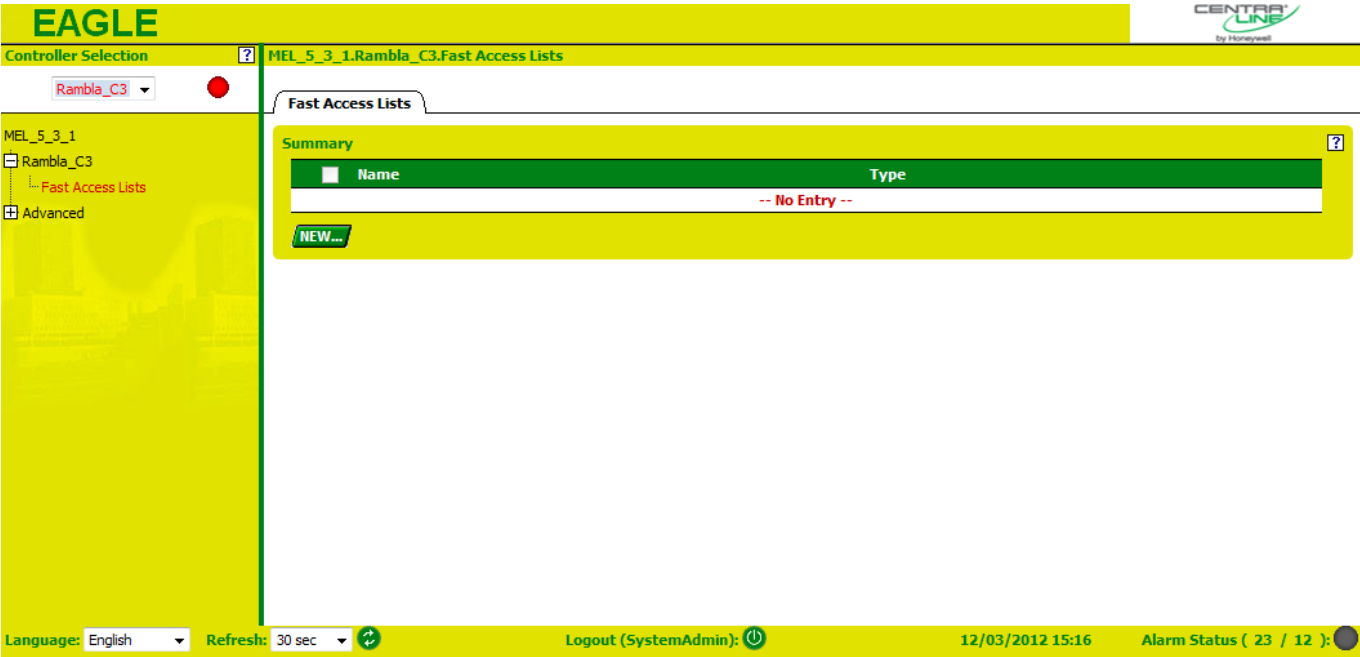 EAGLE
CENTRA
LINE
by Honeywell
Controller Selection ?
MEL_5_3_1.Rambla_C3.Fast Access Lists
Rambla_C3
Fast Access Lists
MEL_5_3_1
Rambla_C3
Fast Access Lists
Advanced
Summary ?
Name Type
-- No Entry --
NEW...
Language: English Refresh: 30 sec Logout (SystemAdmin): 12/03/2012 15:16 Alarm Status ( 23 / 12 ):